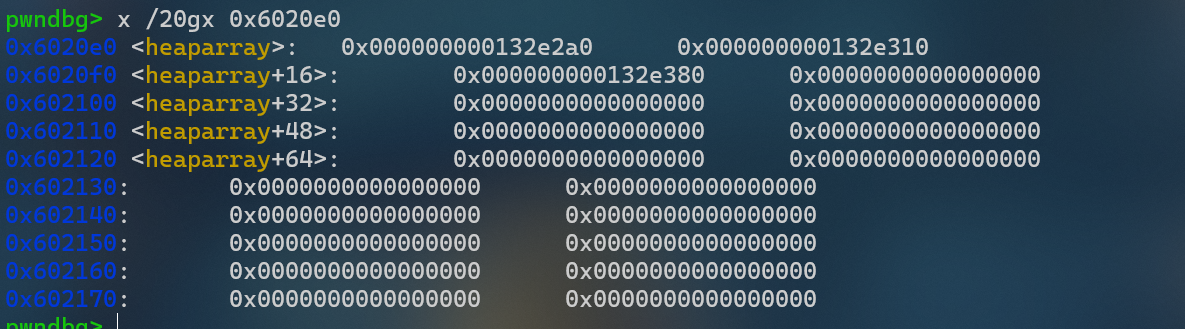 pwndbg> x /20gx 0x6020e0
0x6020e0 <heaparray>: 0x000000000132e2a0 0x000000000132e310
0x6020f0 <heaparray+16>: 0x000000000132e380 0x0000000000000000
0x602100 <heaparray+32>: 0x0000000000000000 0x0000000000000000
0x602110 <heaparray+48>: 0x0000000000000000 0x0000000000000000
0x602120 <heaparray+64>: 0x0000000000000000 0x0000000000000000
0x602130: 0x0000000000000000 0x0000000000000000
0x602140: 0x0000000000000000 0x0000000000000000
0x602150: 0x0000000000000000 0x0000000000000000
0x602160: 0x0000000000000000 0x0000000000000000
0x602170: 0x0000000000000000 0x0000000000000000
pwndbg>